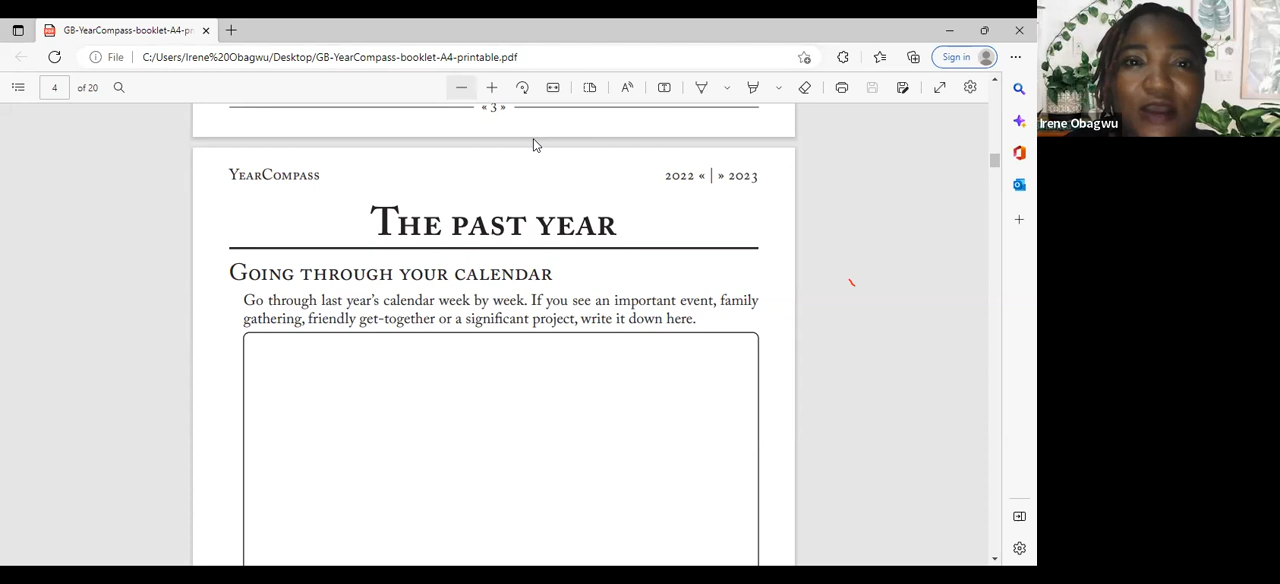 GB-YearCompass-booklet-A4-pr
File
C:/Users/Irene%20Obigwu/Desktop/GB-YearCompass-booklet-A4-printable.pdf
Sign in
4 of 20
« 3 »
YearCompass
2022 « | » 2023
The past year
Going through your calendar
Go through last year's calendar week by week. If you see an important event, family
gathering, friendly get-together or a significant project, write it down here.
Irene Obagwu